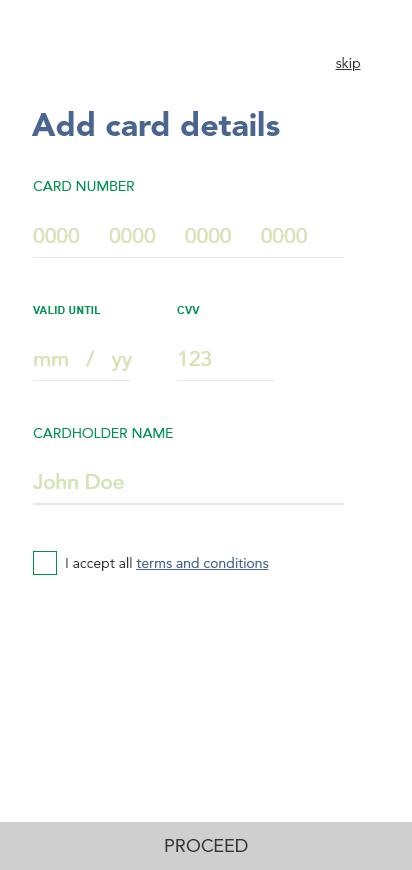 skip
Add card details
CARD NUMBER
0000 0000 0000 0000
VALID UNTIL CVV
mm / yy 123
CARDHOLDER NAME
John Doe
I accept all terms and conditions
PROCEED